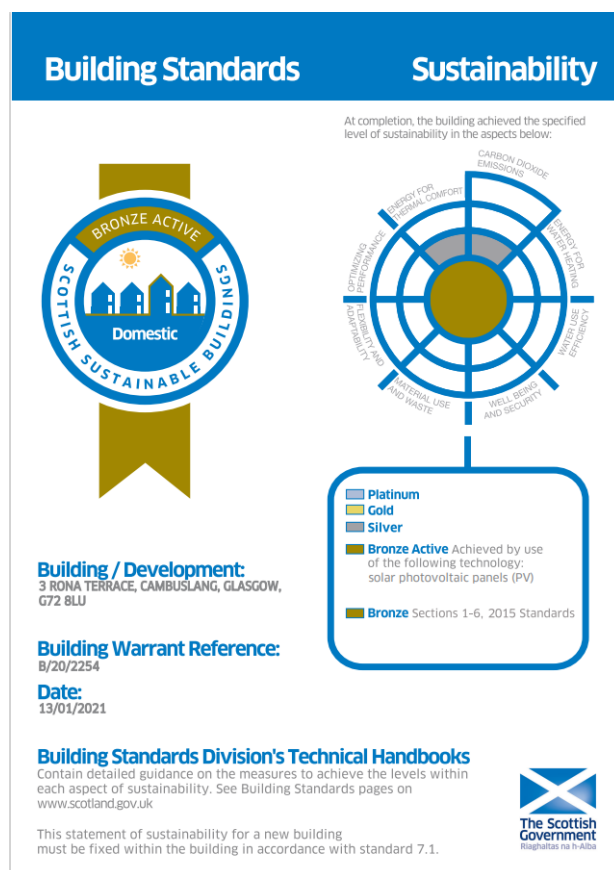 Building Standards
Sustainability
At completion, the building achieved the specified
level of sustainability in the aspects below:
BRONZE ACTIVE
SCOTTISH SUSTAINABLE BUILDINGS
Domestic
CARBON DIOXIDE
EMISSIONS
ENERGY FOR
WATER HEATING
WATER USE
EFFICIENCY
WELL BEING
AND SECURITY
MATERIAL USE
AND WASTE
FLEXIBILITY AND
ADAPTABILITY
OPTIMIZING
PERFORMANCE
ENERGY FOR
THERMAL COMFORT
Platinum
Gold
Silver
Bronze Active Achieved by use
of the following technology:
solar photovoltaic panels (PV)
Bronze Sections 1-6, 2015 Standards
Building / Development:
3 RONA TERRACE, CAMBUSLANG, GLASGOW,
G72 8LU
Building Warrant Reference:
B/20/2254
Date:
13/01/2021
Building Standards Division's Technical Handbooks
Contain detailed guidance on the measures to achieve the levels within
each aspect of sustainability. See Building Standards pages on
www.scotland.gov.uk
This statement of sustainability for a new building
must be fixed within the building in accordance with standard 7.1.
The Scottish
Government
Riaghaltas na h-Alba